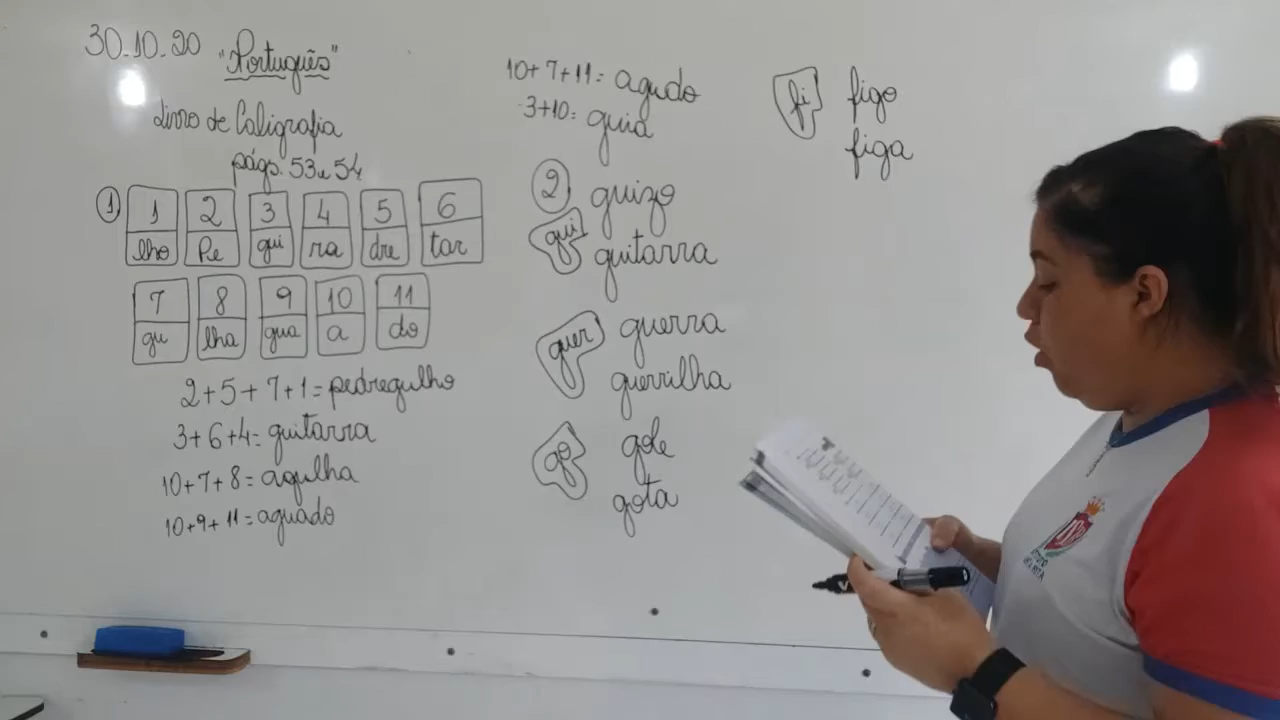 30.10.20 "Português"
Livro de Caligrafia
págs. 53 e 54
① 1 2 3 4 5 6
lho Pe gui ra dre tar
7 8 9 10 11
gu lha gua a do
2+5+7+1=pedregulho
3+6+4=guitarra
10+7+8=agulha
10+9+11=aguado
10+7+11=agudo
3+10=guia
② guizo
gui guitarra
guer guerra
guerrilha
go gole
gota
fi figo
figa